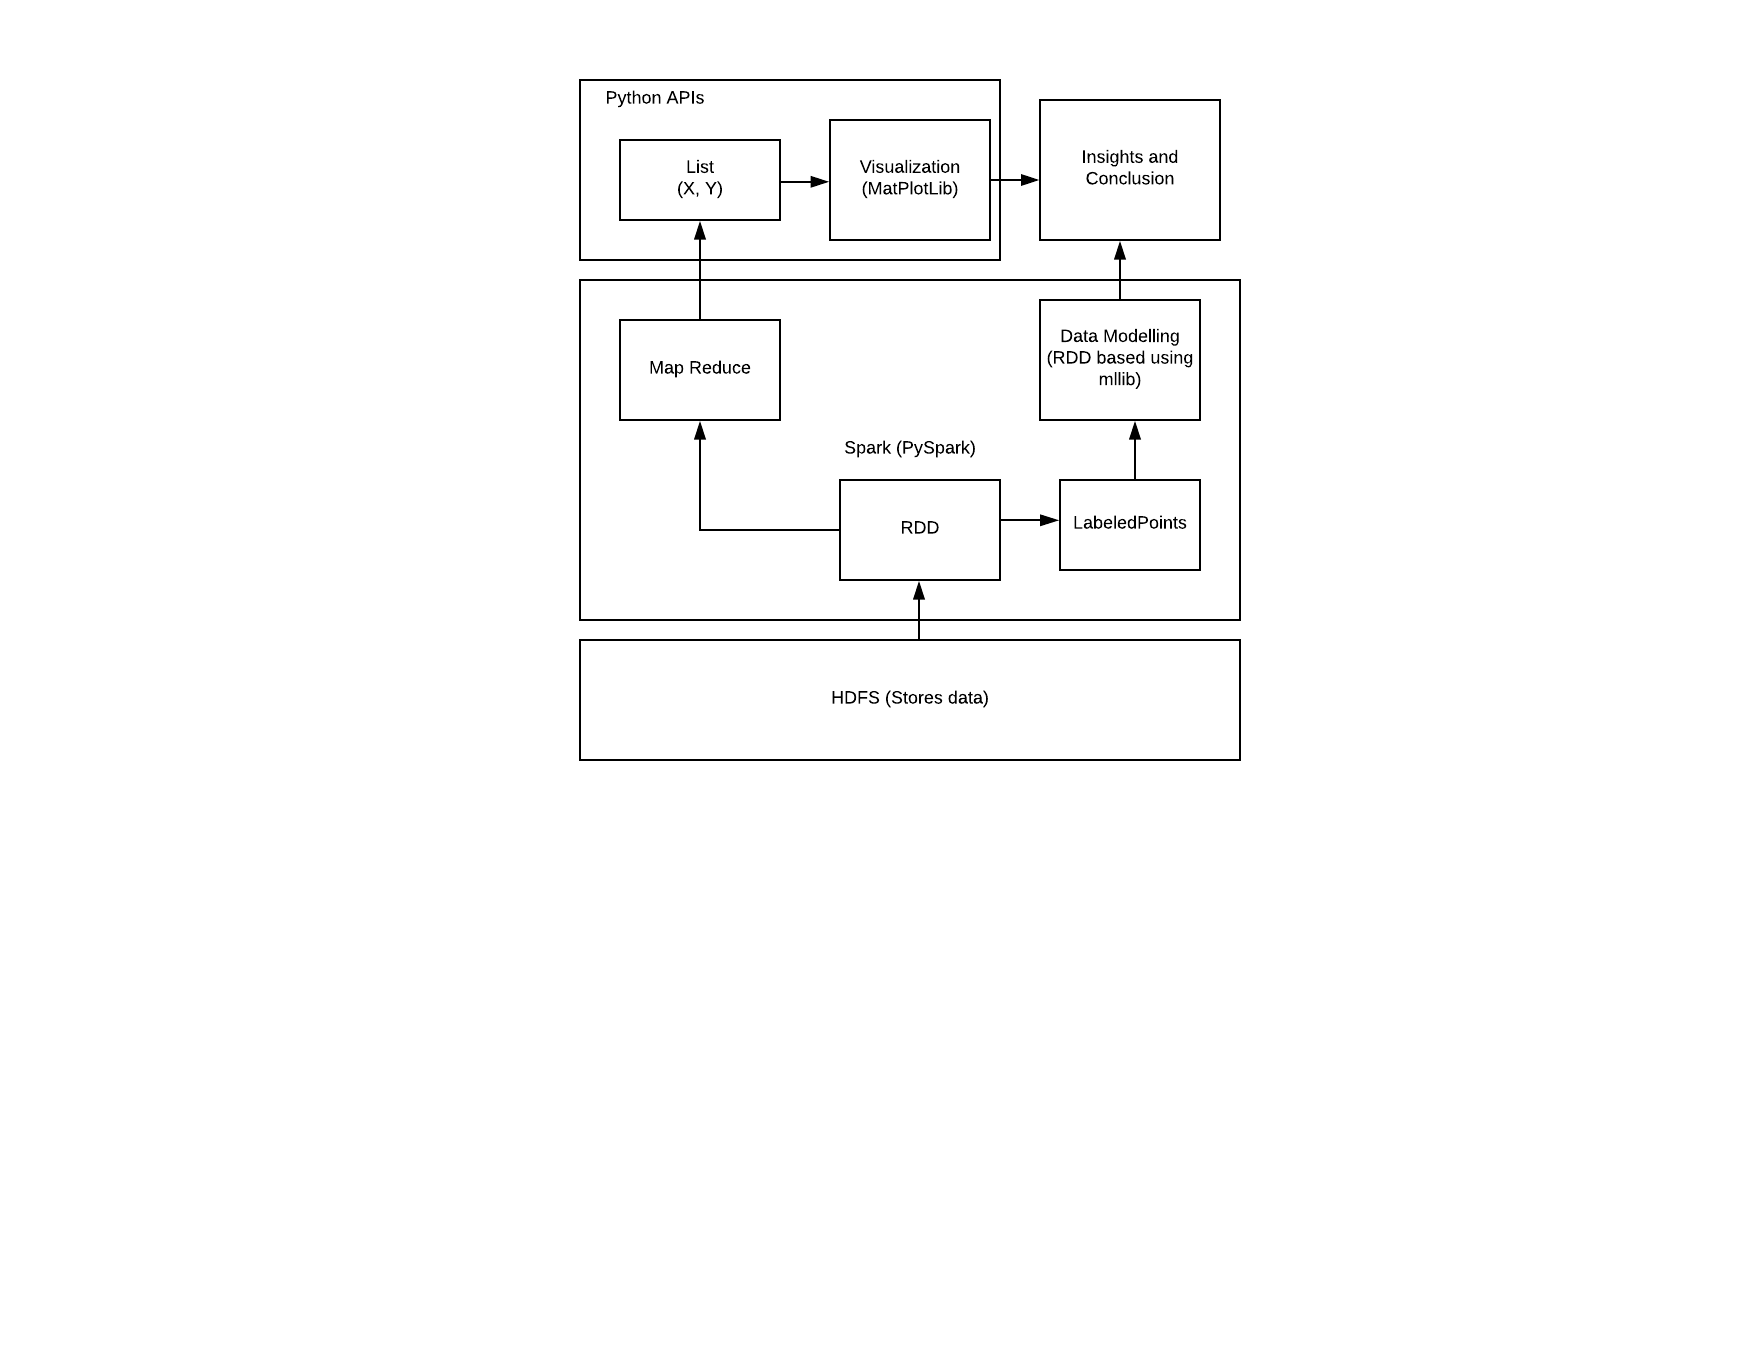 Python APIs
List
(X, Y)
Visualization
(MatPlotLib)
Insights and
Conclusion
Map Reduce
Data Modelling
(RDD based using
mllib)
Spark (PySpark)
RDD
LabeledPoints
HDFS (Stores data)